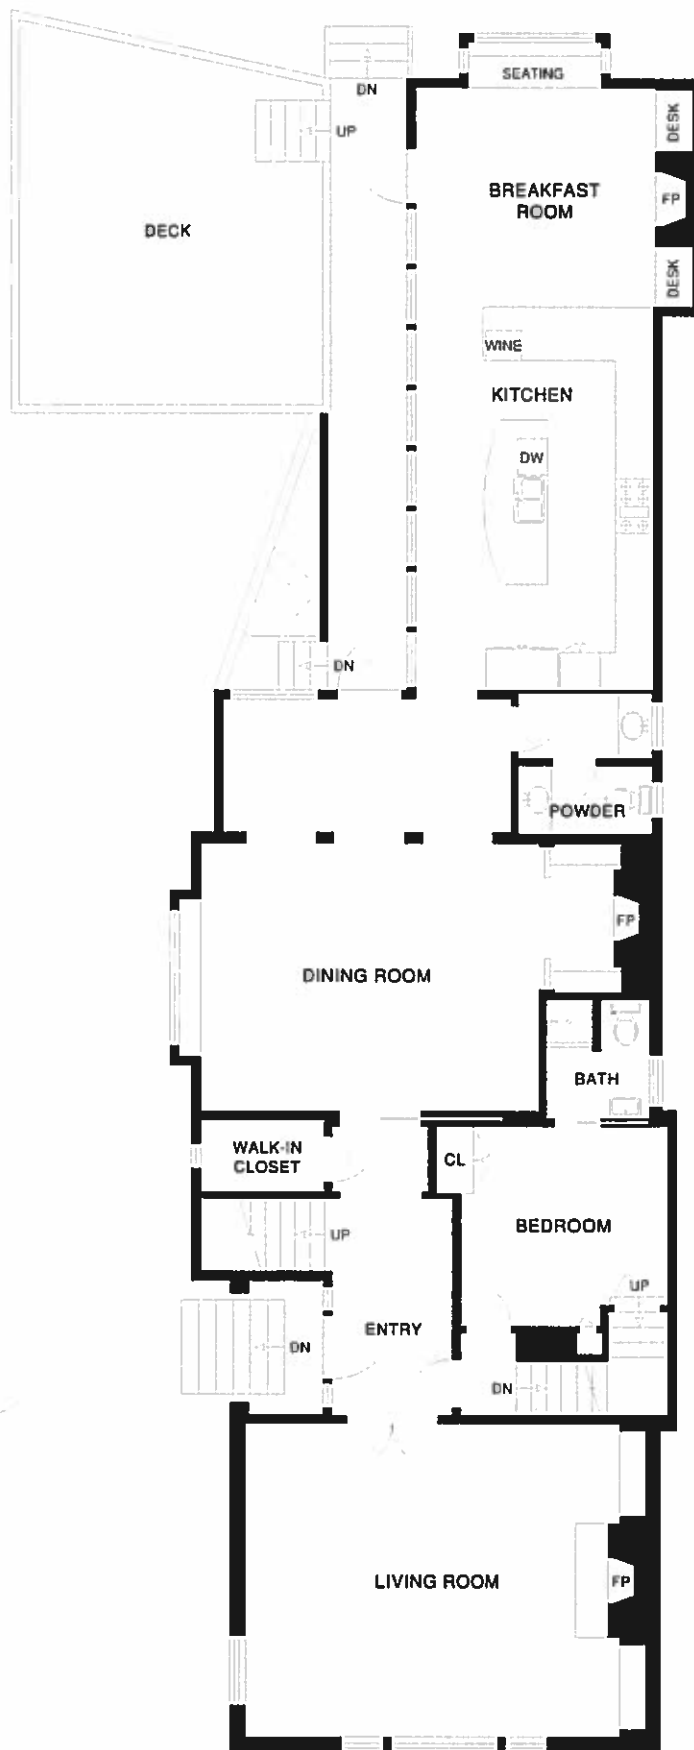 SEATING
DN
DESK
UP
BREAKFAST
ROOM
FP
DECK
DESK
WINE
KITCHEN
DW
DN
POWDER
FP
DINING ROOM
BATH
WALK-IN
CLOSET
CL
BEDROOM
UP
UP
ENTRY
DN
DN
LIVING ROOM
FP